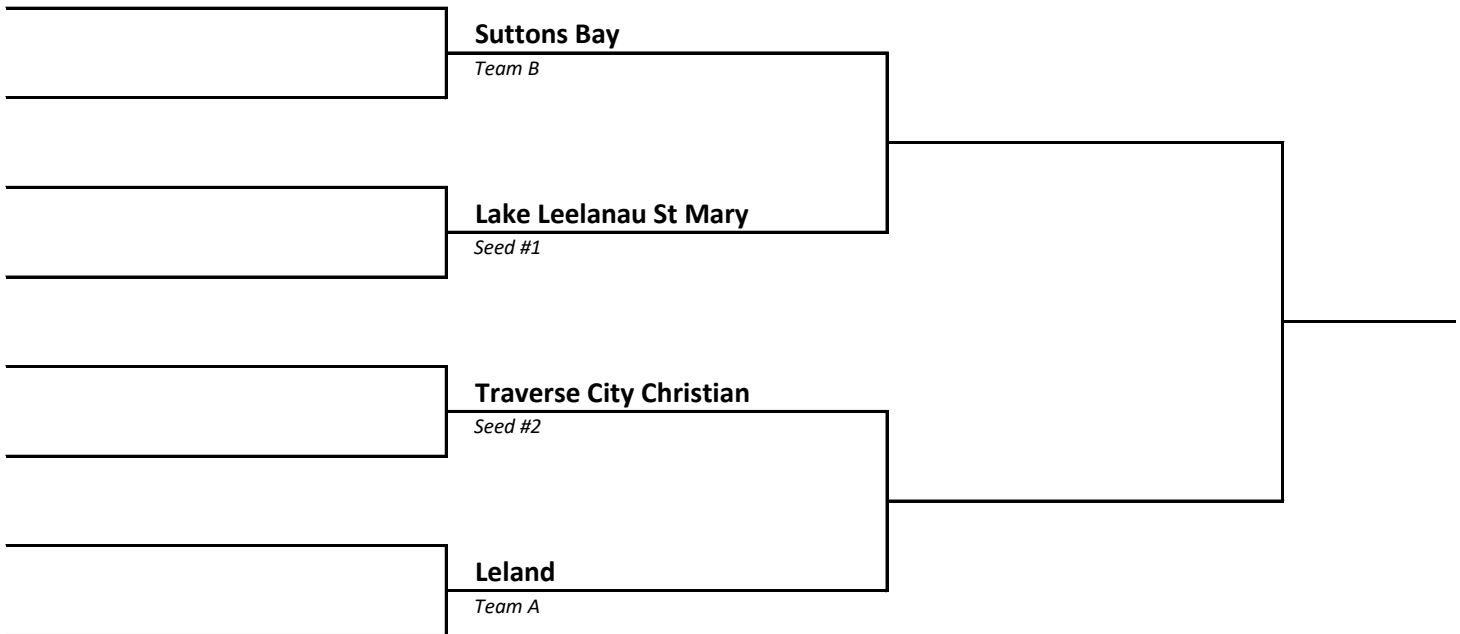 Suttons Bay
Team B
Lake Leelanau St Mary
Seed #1
Traverse City Christian
Seed #2
Leland
Team A